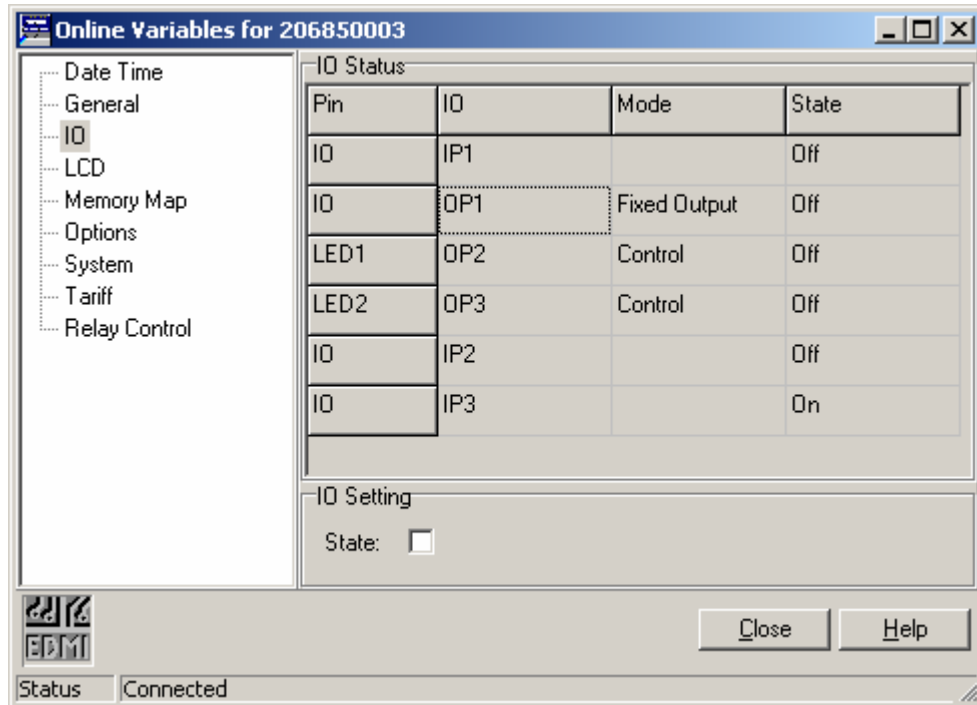 Online Variables for 206850003
Date Time
General
IO
LCD
Memory Map
Options
System
Tariff
Relay Control
IO Status
Pin IO Mode State
IO IP1 Off
IO OP1 Fixed Output Off
LED1 OP2 Control Off
LED2 OP3 Control Off
IO IP2 Off
IO IP3 On
IO Setting
State:
EDMI
Close Help
Status Connected